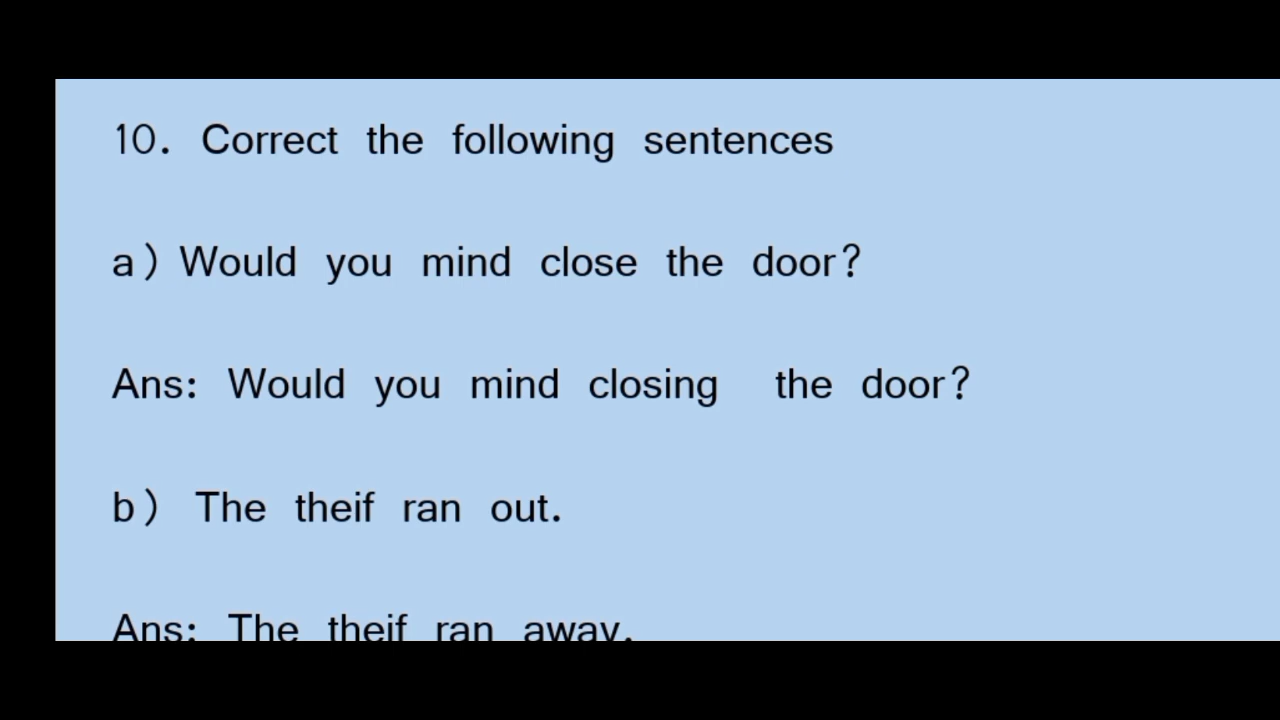 10. Correct the following sentences
a) Would you mind close the door?
Ans: Would you mind closing the door?
b) The theif ran out.
Ans: The theif ran away.